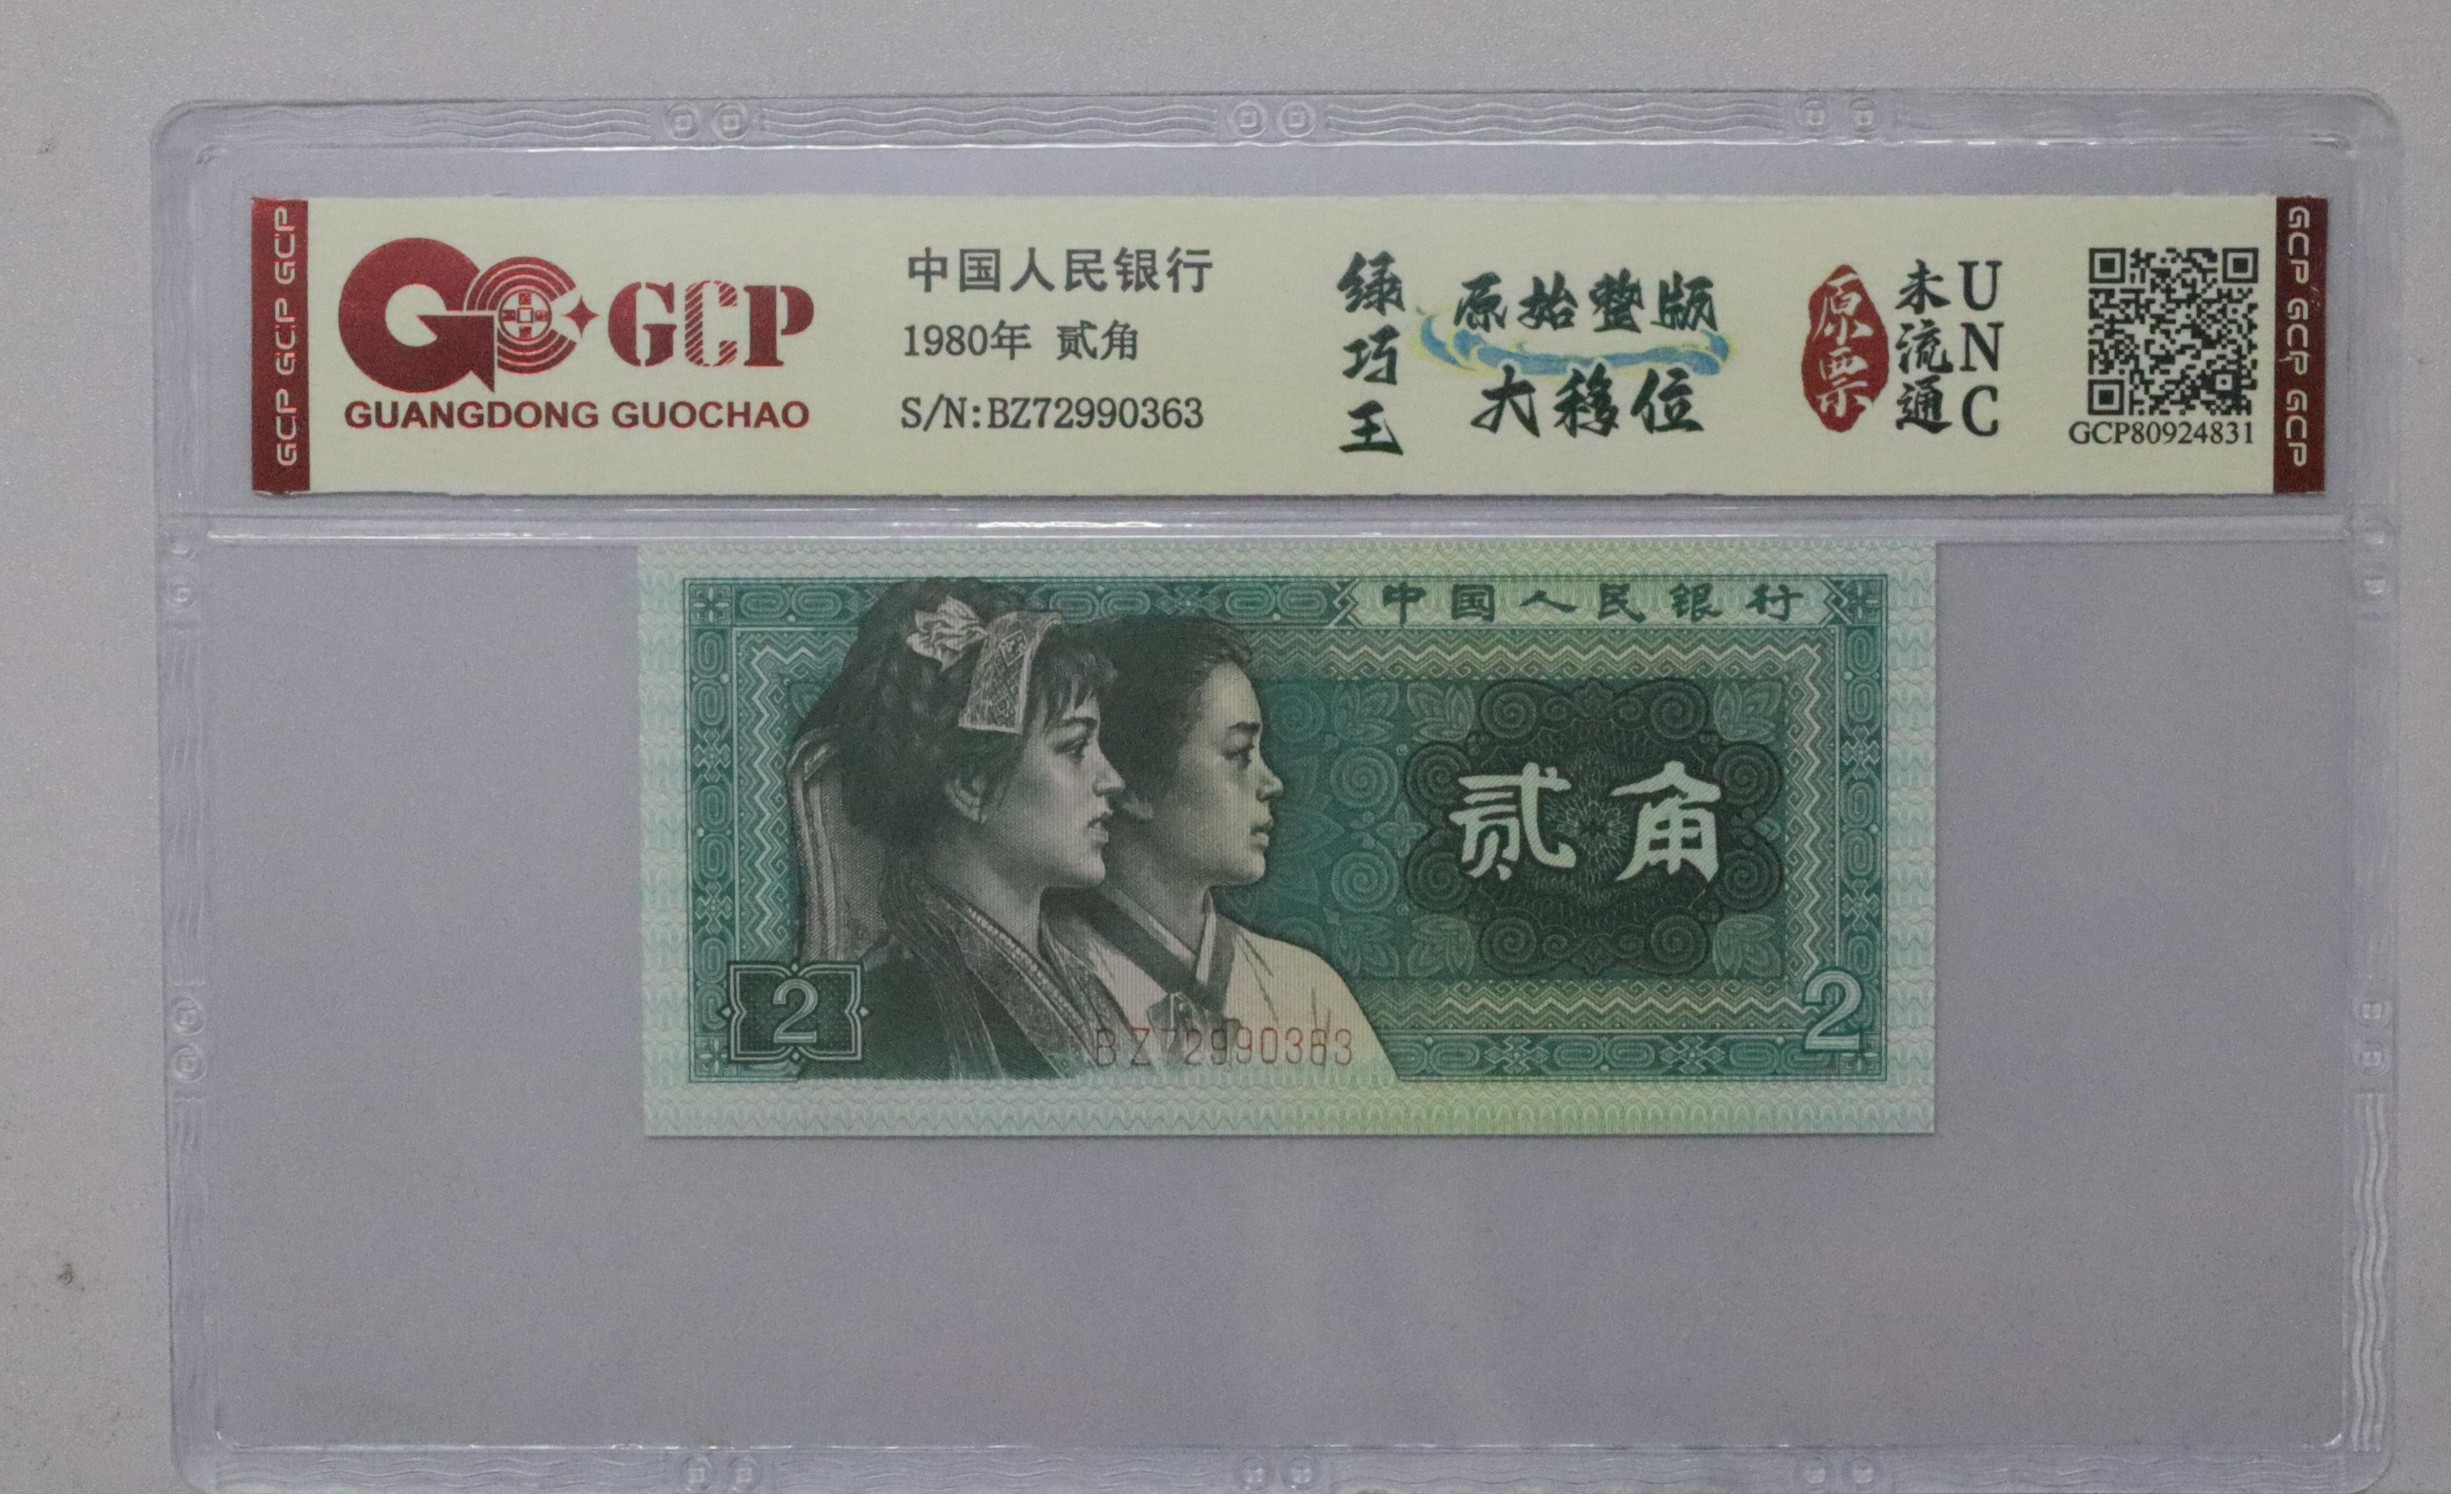 GCP GCP GCP
GCP
GUANGDONG GUOCHAO
中国人民银行
1980年 贰角
S/N:BZ72990363
绿巧王
原始整版
大移位
原票
未流通
UNC
GCP80924831
GCP GCP GCP
中国人民银行
贰角
2
2
BZ72990363